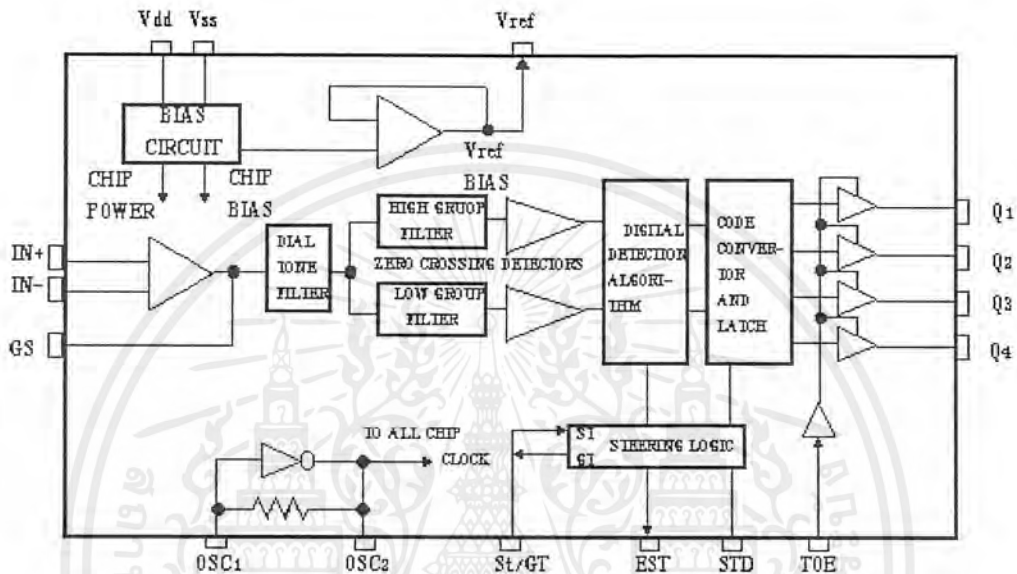 Vdd Vss Vref
BIAS
CIRCUIT
Vref
BIAS
CHIP
POWER
CHIP
BIAS
HIGH GRUOP
FILTER
IN+
IN-
GS
DIAL
TONE
FILTER
ZERO CROSSING DETECTORS
LOW GROUP
FILTER
DIGITAL
DETECTION
ALGORI-
THM
CODE
CONVER-
TOR
AND
LATCH
Q1
Q2
Q3
Q4
TO ALL CHIP
CLOCK
ST
GT
STEERING LOGIC
OSC1 OSC2 St/GT EST STD TOE